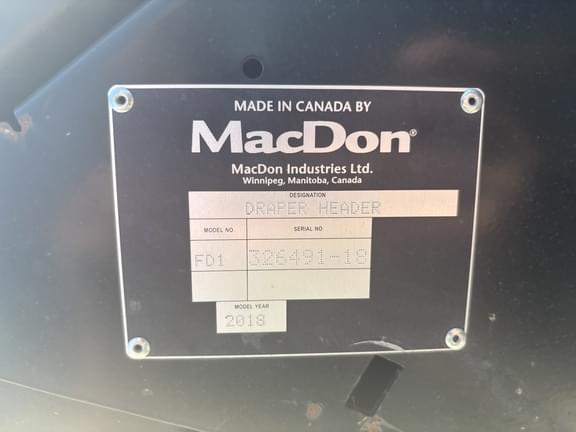 MADE IN CANADA BY
MacDon®
MacDon Industries Ltd.
Winnipeg, Manitoba, Canada
DESIGNATION
DRAPER HEADER
MODEL NO. SERIAL NO.
FD1 326491-18
MODEL YEAR
2018